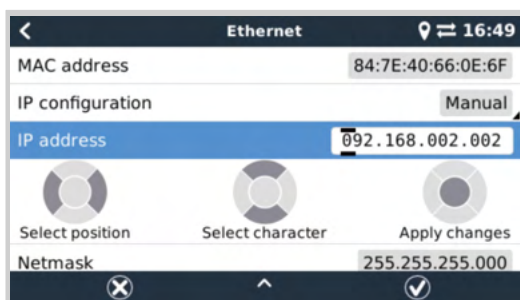 Ethernet 16:49
MAC address 84:7E:40:66:0E:6F
IP configuration Manual
IP address 092.168.002.002
Select position Select character Apply changes
Netmask 255.255.255.000